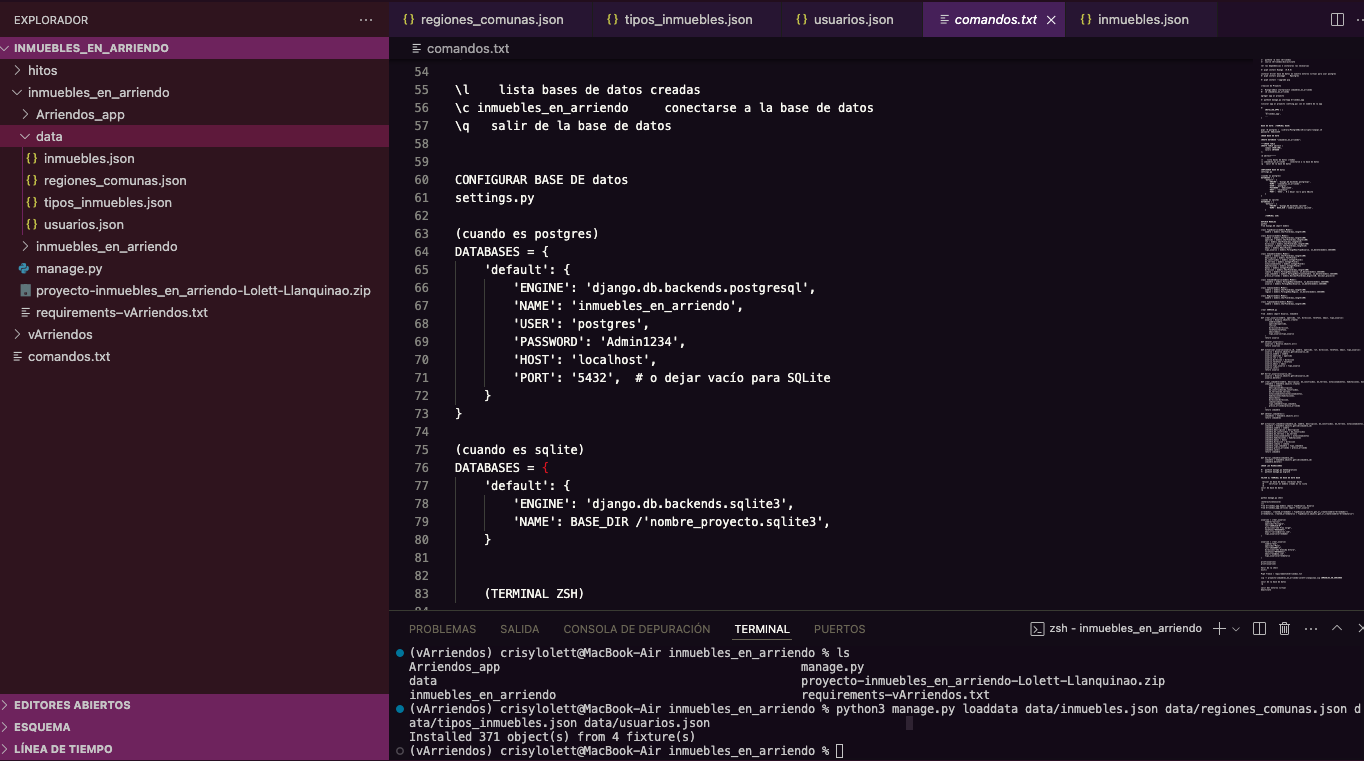 EXPLORADOR
INMUEBLES_EN_ARRIENDO
hitos
inmuebles_en_arriendo
Arriendos_app
data
inmuebles.json
regiones_comunas.json
tipos_inmuebles.json
usuarios.json
inmuebles_en_arriendo
manage.py
proyecto-inmuebles_en_arriendo-Lolett-Llanquinao.zip
requirements-vArriendos.txt
vArriendos
comandos.txt
EDITORES ABIERTOS
ESQUEMA
LÍNEA DE TIEMPO
regiones_comunas.json tipos_inmuebles.json usuarios.json comandos.txt inmuebles.json
comandos.txt
54
55 \l lista bases de datos creadas
56 \c inmuebles_en_arriendo conectarse a la base de datos
57 \q salir de la base de datos
58
59
60 CONFIGURAR BASE DE datos
61 settings.py
62
63 (cuando es postgres)
64 DATABASES = {
65 'default': {
66 'ENGINE': 'django.db.backends.postgresql',
67 'NAME': 'inmuebles_en_arriendo',
68 'USER': 'postgres',
69 'PASSWORD': 'Admin1234',
70 'HOST': 'localhost',
71 'PORT': '5432', # o dejar vacío para SQLite
72 }
73 }
74
75 (cuando es sqlite)
76 DATABASES = {
77 'default': {
78 'ENGINE': 'django.db.backends.sqlite3',
79 'NAME': BASE_DIR /'nombre_proyecto.sqlite3',
80 }
81
82
83 (TERMINAL ZSH)
PROBLEMAS SALIDA CONSOLA DE DEPURACIÓN TERMINAL PUERTOS
zsh - inmuebles_en_arriendo
(vArriendos) crisylolett@MacBook-Air inmuebles_en_arriendo % ls
Arriendos_app manage.py
data proyecto-inmuebles_en_arriendo-Lolett-Llanquinao.zip
inmuebles_en_arriendo requirements-vArriendos.txt
(vArriendos) crisylolett@MacBook-Air inmuebles_en_arriendo % python3 manage.py loaddata data/inmuebles.json data/regiones_comunas.json d
ata/tipos_inmuebles.json data/usuarios.json
Installed 371 object(s) from 4 fixture(s)
(vArriendos) crisylolett@MacBook-Air inmuebles_en_arriendo %